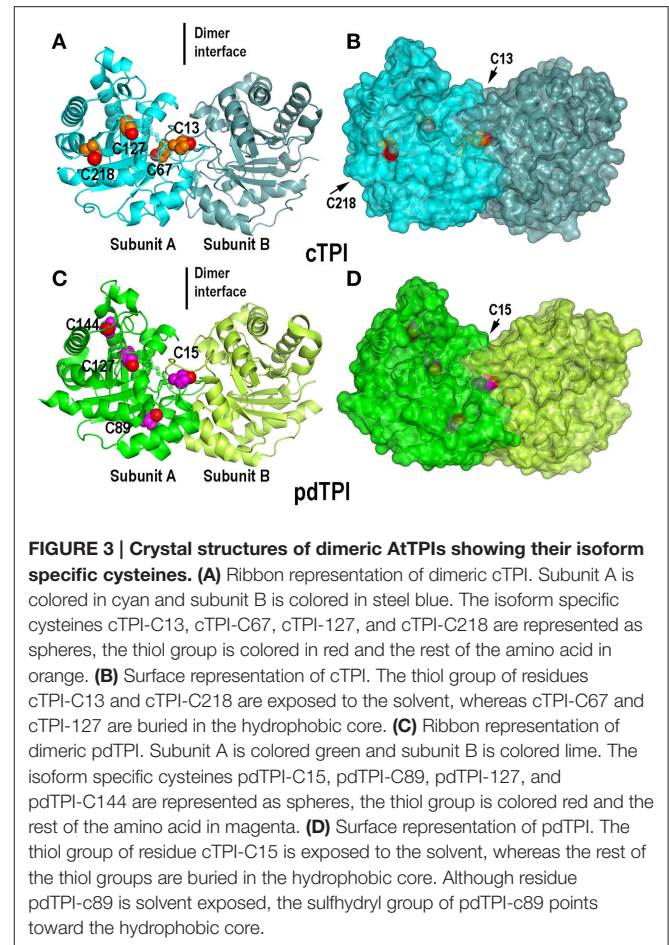 A
Dimer
interface
B
C13
C13
C127
C67
C218
C218
Subunit A
Subunit B
cTPI
C
Dimer
interface
D
C15
C144
C127
C15
C89
Subunit A
Subunit B
pdTPI
FIGURE 3 | Crystal structures of dimeric AtTPIs showing their isoform
specific cysteines. (A) Ribbon representation of dimeric cTPI. Subunit A is
colored in cyan and subunit B is colored in steel blue. The isoform specific
cysteines cTPI-C13, cTPI-C67, cTPI-127, and cTPI-C218 are represented as
spheres, the thiol group is colored in red and the rest of the amino acid in
orange. (B) Surface representation of cTPI. The thiol group of residues
cTPI-C13 and cTPI-C218 are exposed to the solvent, whereas cTPI-C67 and
cTPI-127 are buried in the hydrophobic core. (C) Ribbon representation of
dimeric pdTPI. Subunit A is colored green and subunit B is colored lime. The
isoform specific cysteines pdTPI-C15, pdTPI-C89, pdTPI-127, and
pdTPI-C144 are represented as spheres, the thiol group is colored red and the
rest of the amino acid in magenta. (D) Surface representation of pdTPI. The
thiol group of residue cTPI-C15 is exposed to the solvent, whereas the rest of
the thiol groups are buried in the hydrophobic core. Although residue
pdTPI-c89 is solvent exposed, the sulfhydryl group of pdTPI-c89 points
toward the hydrophobic core.